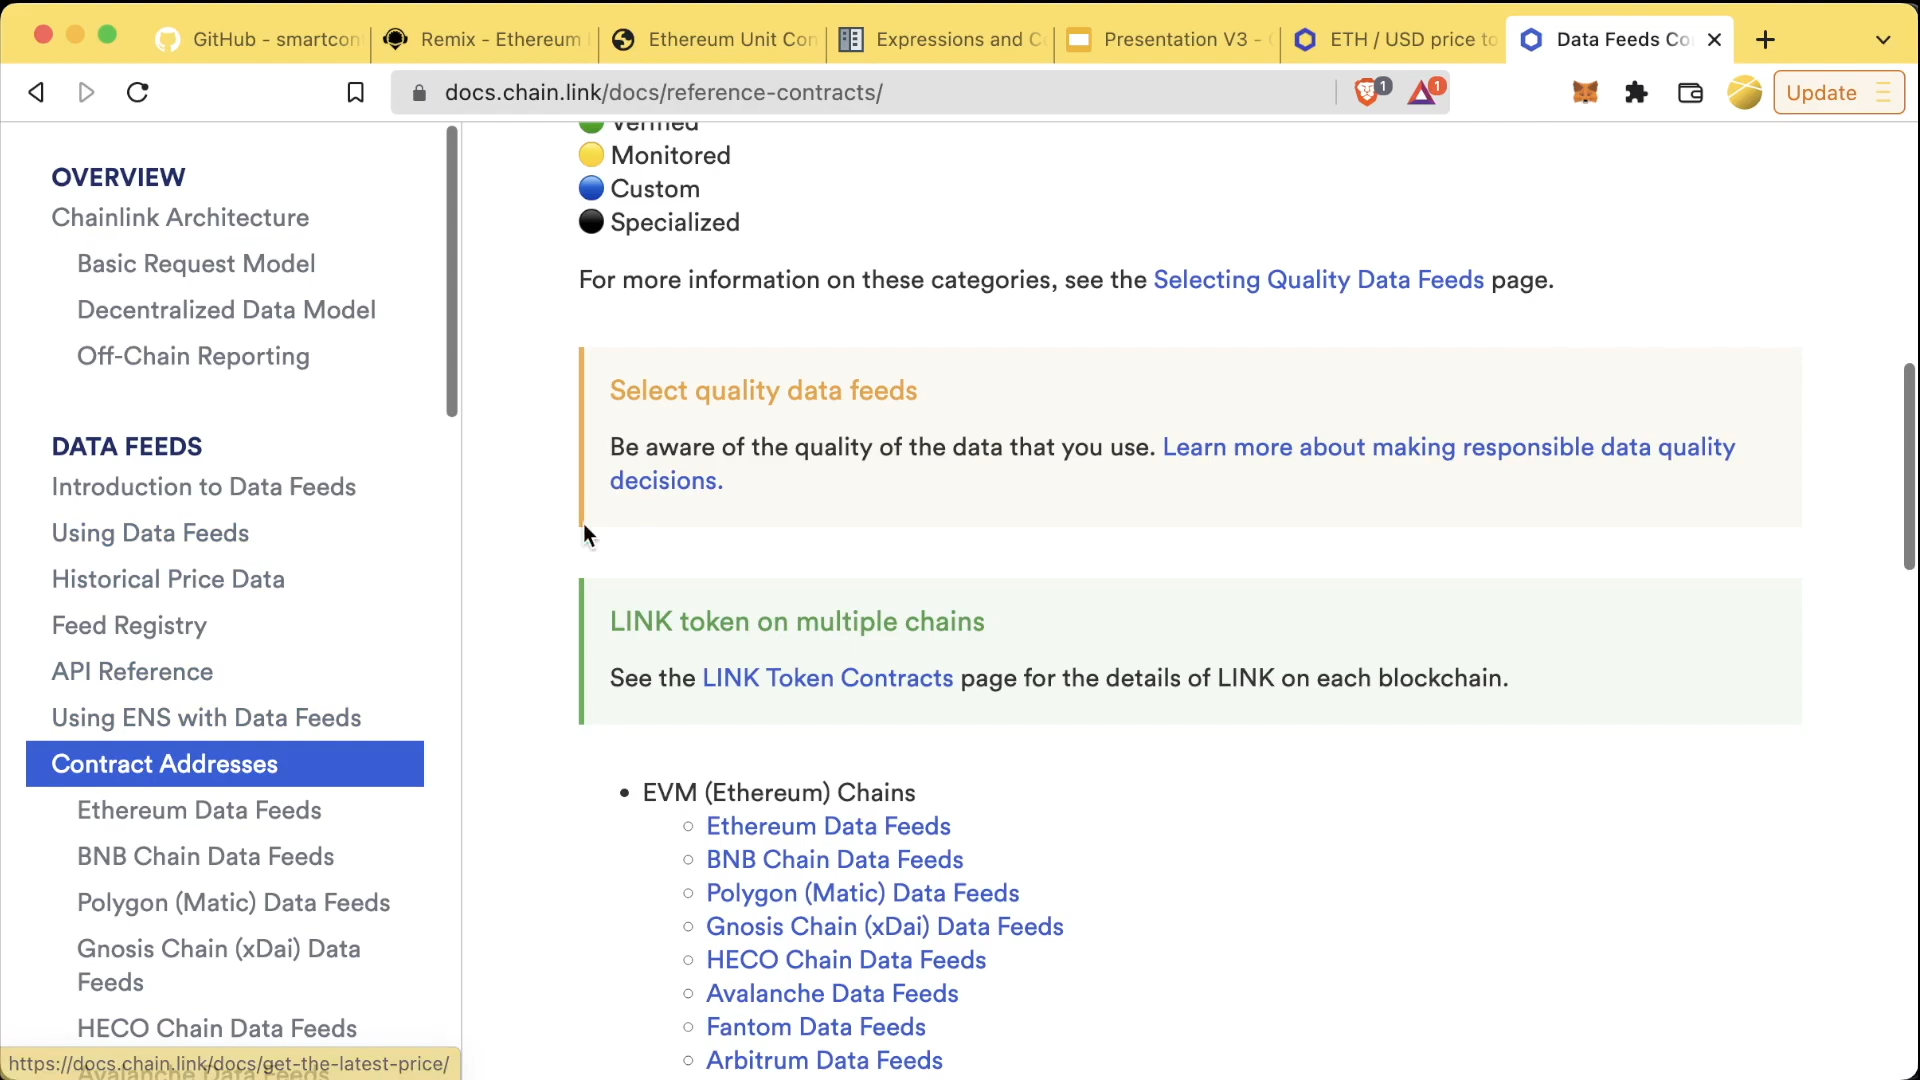 GitHub - smartcon
Remix - Ethereum
Ethereum Unit Con
Expressions and C
Presentation V3 -
ETH / USD price to
Data Feeds Co
docs.chain.link/docs/reference-contracts/
1
1
Update
OVERVIEW
Chainlink Architecture
Basic Request Model
Decentralized Data Model
Off-Chain Reporting
DATA FEEDS
Introduction to Data Feeds
Using Data Feeds
Historical Price Data
Feed Registry
API Reference
Using ENS with Data Feeds
Contract Addresses
Ethereum Data Feeds
BNB Chain Data Feeds
Polygon (Matic) Data Feeds
Gnosis Chain (xDai) Data
Feeds
HECO Chain Data Feeds
Avalanche Data Feeds
https://docs.chain.link/docs/get-the-latest-price/
Verified
Monitored
Custom
Specialized
For more information on these categories, see the Selecting Quality Data Feeds page.
Select quality data feeds
Be aware of the quality of the data that you use. Learn more about making responsible data quality
decisions.
LINK token on multiple chains
See the LINK Token Contracts page for the details of LINK on each blockchain.
• EVM (Ethereum) Chains
○ Ethereum Data Feeds
○ BNB Chain Data Feeds
○ Polygon (Matic) Data Feeds
○ Gnosis Chain (xDai) Data Feeds
○ HECO Chain Data Feeds
○ Avalanche Data Feeds
○ Fantom Data Feeds
○ Arbitrum Data Feeds